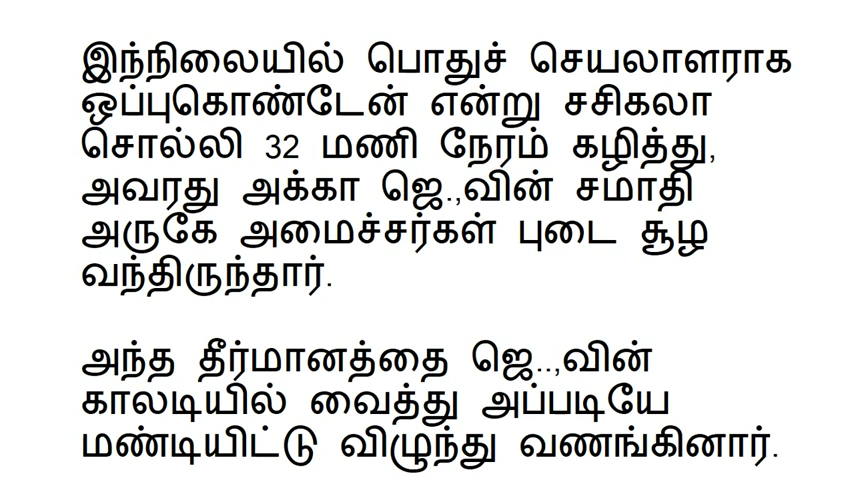 இந்நிலையில் பொதுச் செயலாளராக
ஒப்புகொண்டேன் என்று சசிகலா
சொல்லி 32 மணி நேரம் கழித்து,
அவரது அக்கா ஜெ.,வின் சமாதி
அருகே அமைச்சர்கள் புடை சூழ
வந்திருந்தார்.
அந்த தீர்மானத்தை ஜெ..,வின்
காலடியில் வைத்து அப்படியே
மண்டியிட்டு விழுந்து வணங்கினார்.